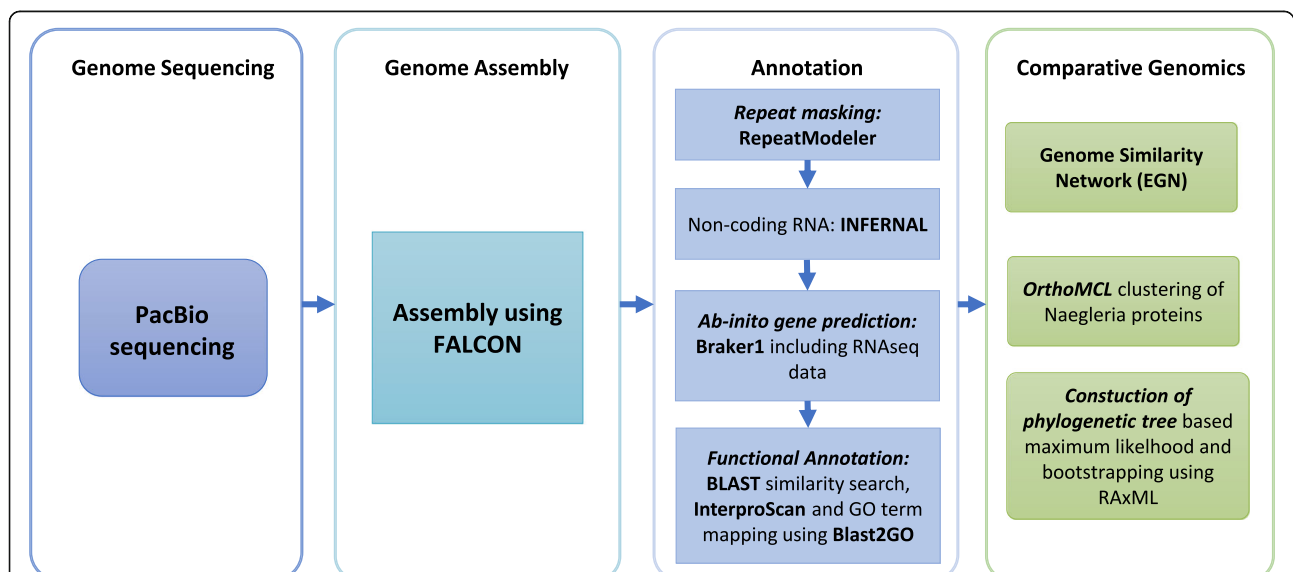 Genome Sequencing
PacBio
sequencing
Genome Assembly
Assembly using
FALCON
Annotation
Repeat masking:
RepeatModeler
Non-coding RNA: INFERNAL
Ab-inito gene prediction:
Braker1 including RNAseq
data
Functional Annotation:
BLAST similarity search,
InterproScan and GO term
mapping using Blast2GO
Comparative Genomics
Genome Similarity
Network (EGN)
OrthoMCL clustering of
Naegleria proteins
Constuction of
phylogenetic tree based
maximum likelhood and
bootstrapping using
RAxML